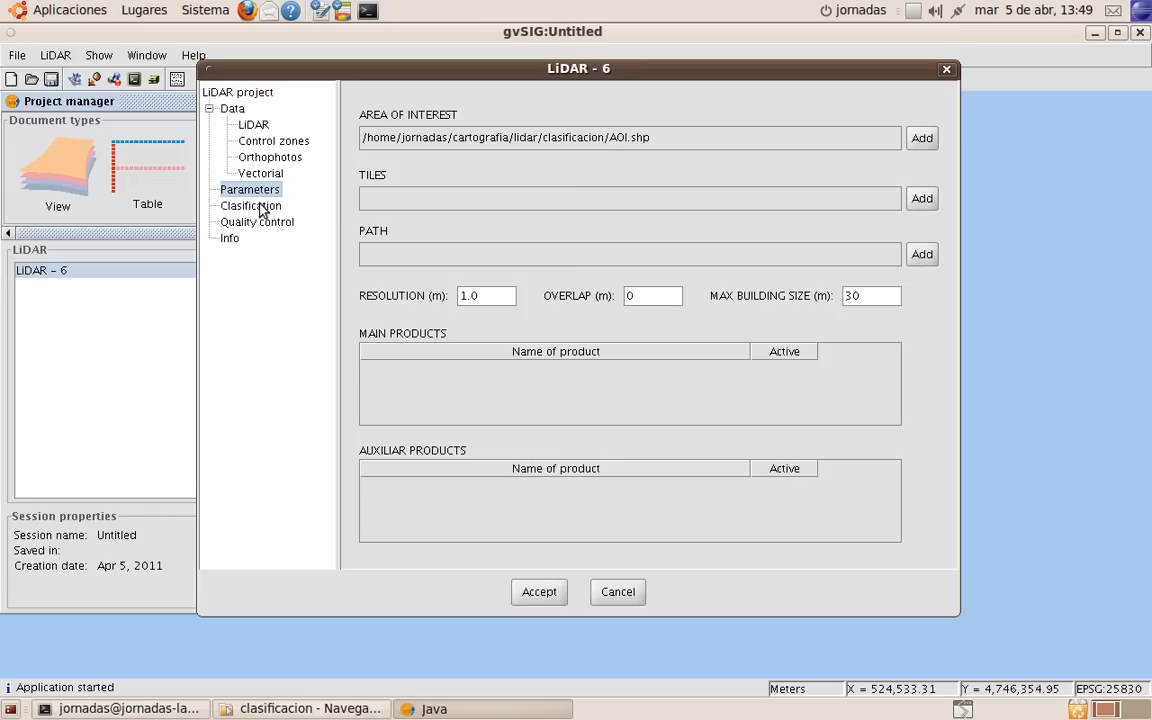 Aplicaciones Lugares Sistema jornadas mar 5 de abr, 13:49
gvSIG:Untitled
File LiDAR Show Window Help
LiDAR - 6
Project manager
Document types
View
Table
LiDAR
LiDAR - 6
Session properties
Session name: Untitled
Saved in:
Creation date: Apr 5, 2011
LiDAR project
Data
LiDAR
Control zones
Orthophotos
Vectorial
Parameters
Clasification
Quality control
Info
AREA OF INTEREST
/home/jornadas/cartografia/lidar/clasificacion/AOI.shp Add
TILES
Add
PATH
Add
RESOLUTION (m): 1.0 OVERLAP (m): 0 MAX BUILDING SIZE (m): 30
MAIN PRODUCTS
Name of product Active
AUXILIAR PRODUCTS
Name of product Active
Accept Cancel
Application started Meters X = 524,533.31 Y = 4,746,354.95 EPSG:25830
jornadas@jornadas-la... clasificacion - Navega... Java